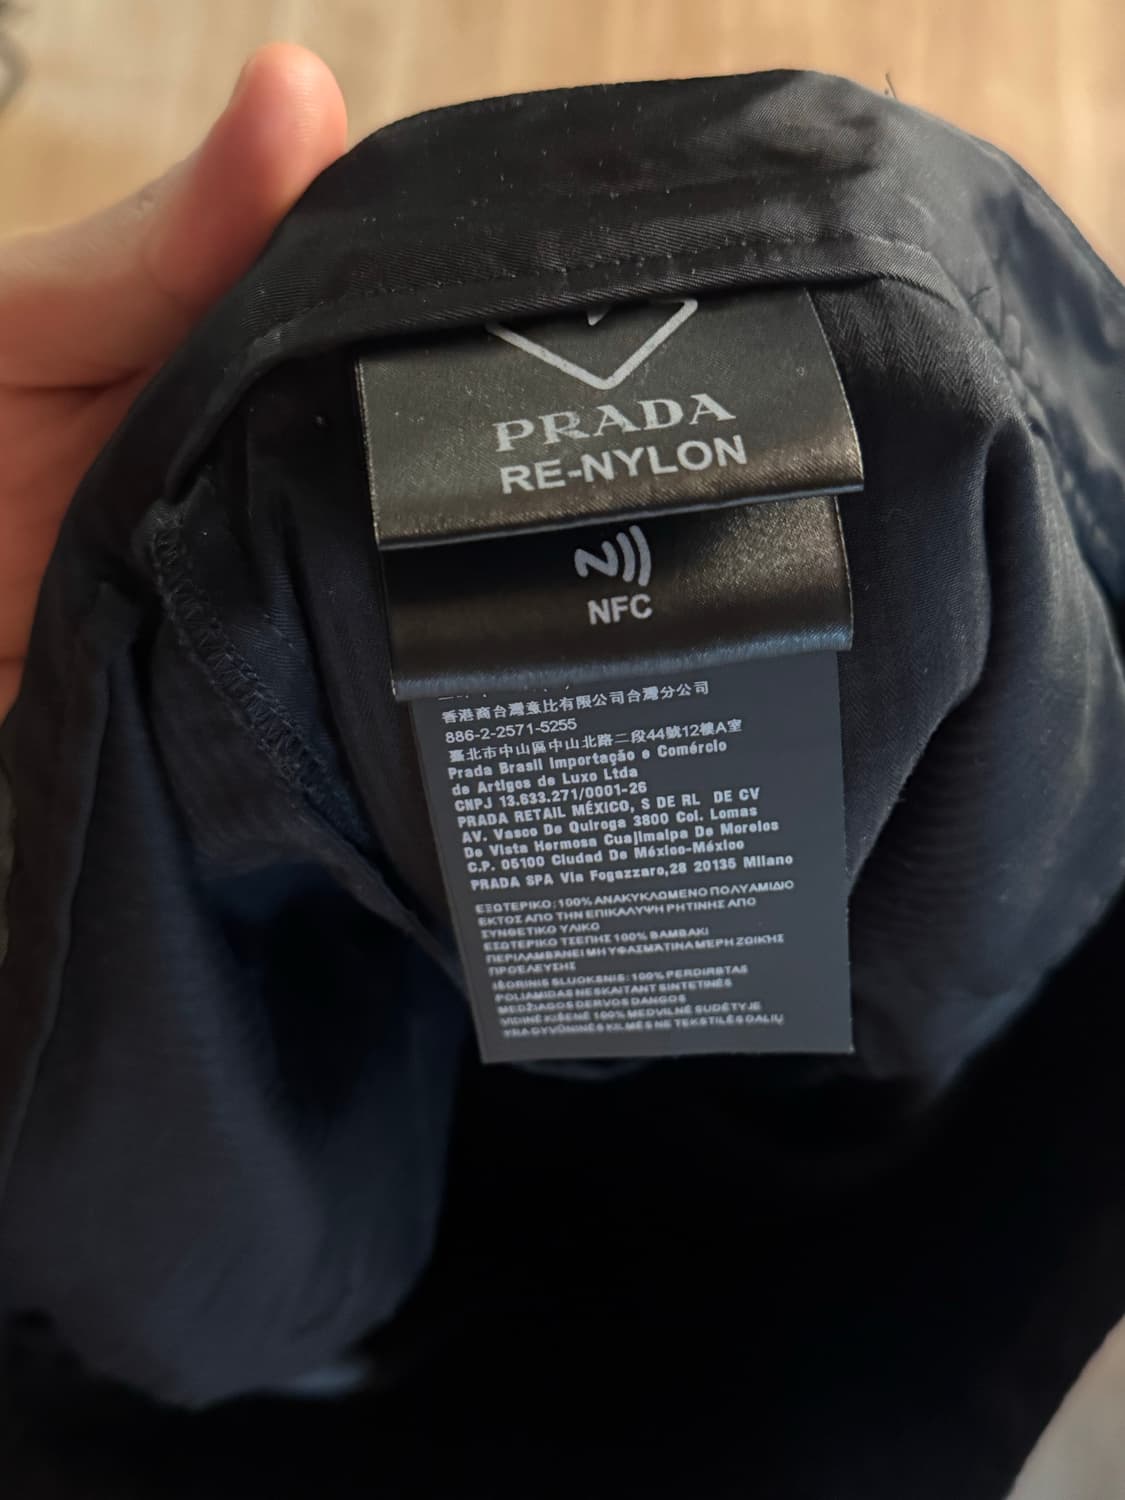 PRADA
RE-NYLON
NFC
香港商台灣普比有限公司台灣分公司
886-2-2571-5255
臺北市中山區中山北路二段44號12樓A室
Prada Brasil Importação e Comércio
de Artigos de Luxo Ltda
CNPJ 13.633.271/0001-26
PRADA RETAIL MÉXICO, S DE RL DE CV
AV. Vasco De Quiroga 3800 Col. Lomas
De Vista Hermosa Cuajimalpa De Morelos
C.P. 05100 Ciudad De México-México
PRADA SPA Via Fogazzaro,28 20135 Milano
ΕΞΩΤΕΡΙΚΟ: 100% ΑΝΑΚΥΚΛΩΜΕΝΟ ΠΟΛΥΑΜΙΔΙΟ
ΕΚΤΟΣ ΑΠΟ ΤΗΝ ΕΠΙΚΑΛΥΨΗ ΡΗΤΙΝΗΣ ΑΠΟ
ΣΥΝΘΕΤΙΚΟ ΥΛΙΚΟ
ΕΣΩΤΕΡΙΚΟ ΤΣΕΠΗΣ 100% ΒΑΜΒΑΚΙ
ΠΕΡΙΛΑΜΒΑΝΕΙ ΜΗ ΥΦΑΣΜΑΤΙΝΑ ΜΕΡΗ ΖΩΙΚΗΣ
ΠΡΟΕΛΕΥΣΗΣ
IŠORINIS SLUOKSNIS: 100% PERDIRBTAS
POLIAMIDAS NESKAITANT SINTETINĖS
MEDŽIAGOS DERVOS DANGOS
VIDINĖ KIŠENĖ 100% MEDVILNĖ SUDĖTYJE
YRA GYVŪNINĖS KILMĖS NE TEKSTILĖS DALIŲ